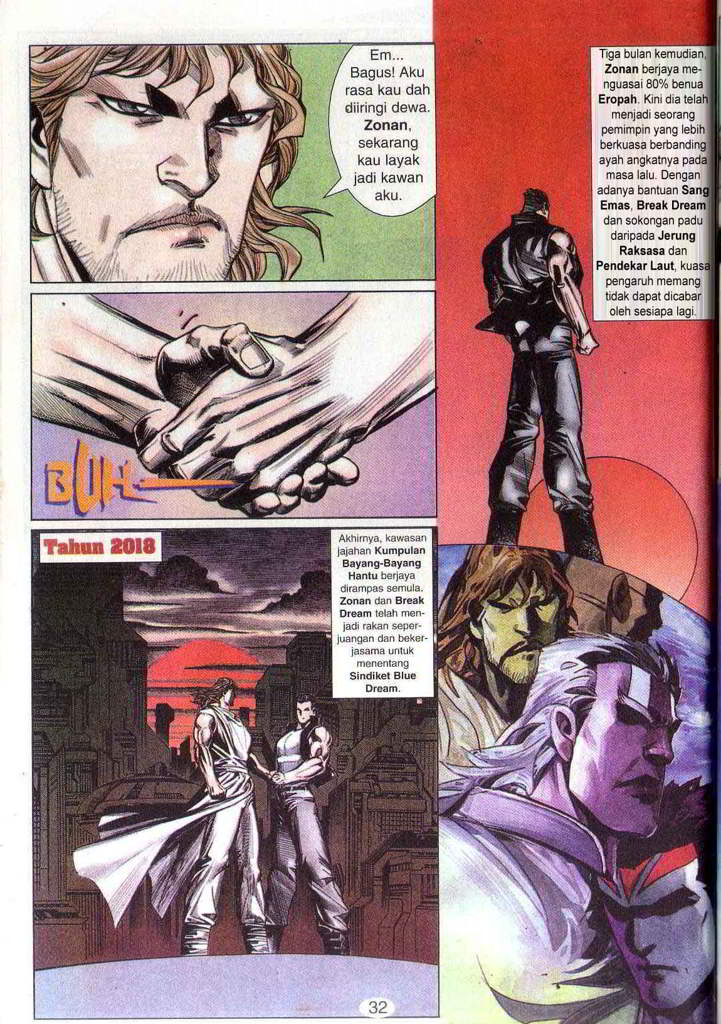 Em...
Bagus! Aku
rasa kau dah
diiringi dewa.
Zonan,
sekarang
kau layak
jadi kawan
aku.
BUH
Tahun 2018
Akhirnya, kawasan
jajahan Kumpulan
Bayang-Bayang
Hantu berjaya
dirampas semula.
Zonan dan Break
Dream telah men-
jadi rakan seper-
juangan dan beker-
jasama untuk
menentang
Sindiket Blue
Dream.
Tiga bulan kemudian,
Zonan berjaya me-
nguasai 80% benua
Eropah. Kini dia telah
menjadi seorang
pemimpin yang lebih
berkuasa berbanding
ayah angkatnya pada
masa lalu. Dengan
adanya bantuan Sang
Emas, Break Dream
dan sokongan padu
daripada Jerung
Raksasa dan
Pendekar Laut, kuasa
pengaruh memang
tidak dapat dicabar
oleh sesiapa lagi.
32